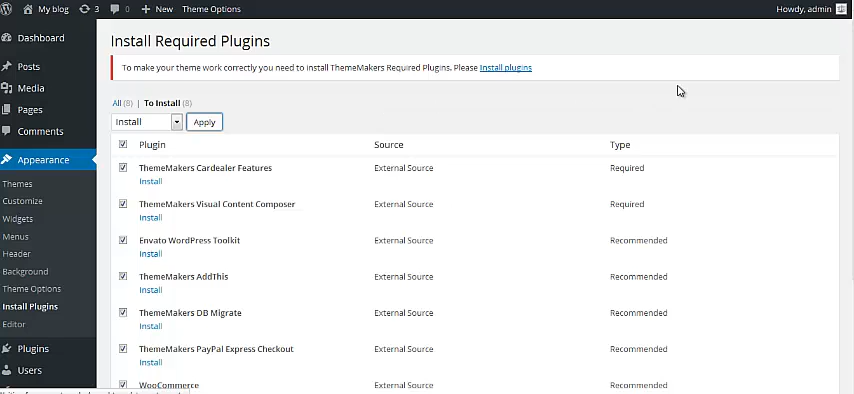 My blog 3 0 + New Theme Options Howdy, admin
Dashboard
Posts
Media
Pages
Comments
Appearance
Themes
Customize
Widgets
Menus
Header
Background
Theme Options
Install Plugins
Editor
Plugins
Users
Install Required Plugins
To make your theme work correctly you need to install ThemeMakers Required Plugins. Please Install plugins
All (8) | To Install (8)
Install Apply
Plugin Source Type
ThemeMakers Cardealer Features External Source Required
Install
ThemeMakers Visual Content Composer External Source Required
Install
Envato WordPress Toolkit External Source Recommended
Install
ThemeMakers AddThis External Source Recommended
Install
ThemeMakers DB Migrate External Source Recommended
Install
ThemeMakers PayPal Express Checkout External Source Recommended
Install
WooCommerce External Source Recommended